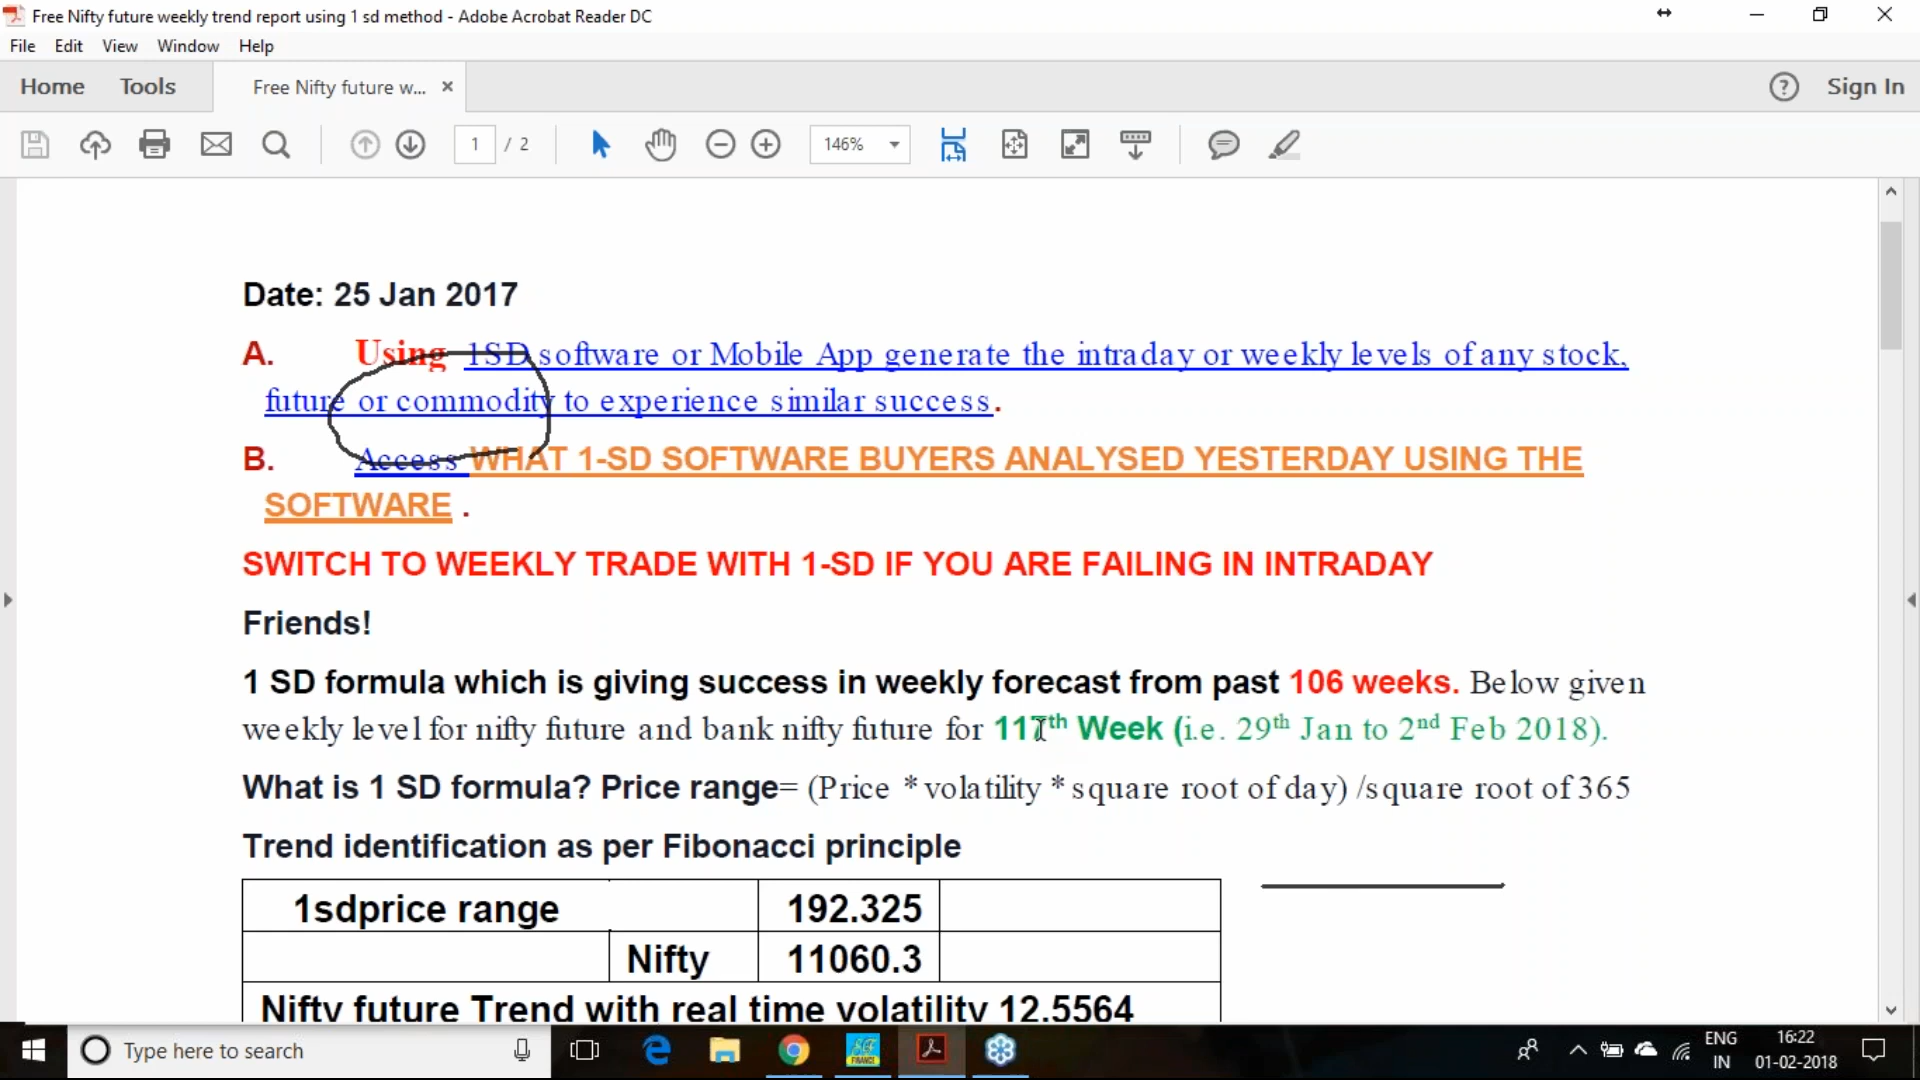 Free Nifty future weekly trend report using 1 sd method - Adobe Acrobat Reader DC
File Edit View Window Help
Home Tools Free Nifty future w... × ? Sign In
1 / 2 146%
Date: 25 Jan 2017
A. Using 1SD software or Mobile App generate the intraday or weekly levels of any stock,
future or commodity to experience similar success.
B. Access WHAT 1-SD SOFTWARE BUYERS ANALYSED YESTERDAY USING THE
SOFTWARE .
SWITCH TO WEEKLY TRADE WITH 1-SD IF YOU ARE FAILING IN INTRADAY
Friends!
1 SD formula which is giving success in weekly forecast from past 106 weeks. Below given
weekly level for nifty future and bank nifty future for 117th Week (i.e. 29th Jan to 2nd Feb 2018).
What is 1 SD formula? Price range= (Price *volatility *square root of day) /square root of 365
Trend identification as per Fibonacci principle
1sdprice range 192.325
Nifty 11060.3
Nifty future Trend with real time volatility 12.5564
Type here to search
FINANCE
ENG 16:22
IN 01-02-2018